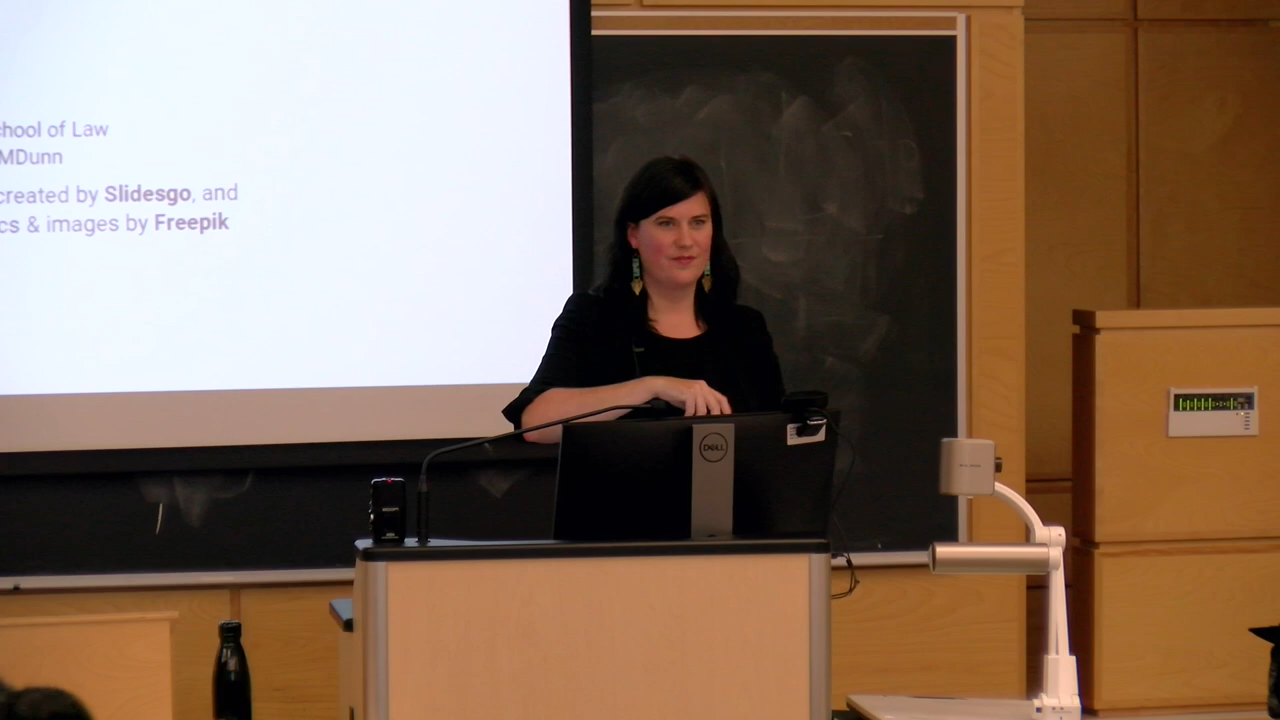 chool of Law
MDunn
created by Slidesgo, and
cs & images by Freepik
DELL